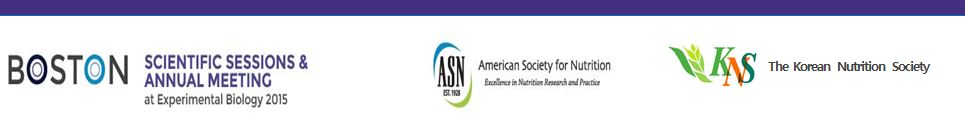 BOSTON
SCIENTIFIC SESSIONS &
ANNUAL MEETING
at Experimental Biology 2015
ASN
EST. 1928
American Society for Nutrition
Excellence in Nutrition Research and Practice
KNS
The Korean Nutrition Society